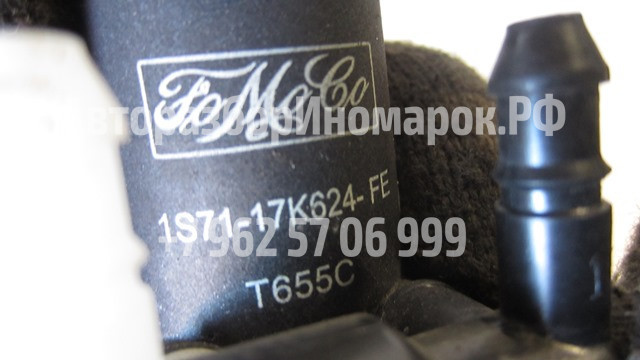 FoMoCo
АвторазборИномарок.РФ
1S71-17K624-FE
+7 962 57 06 999
T655C